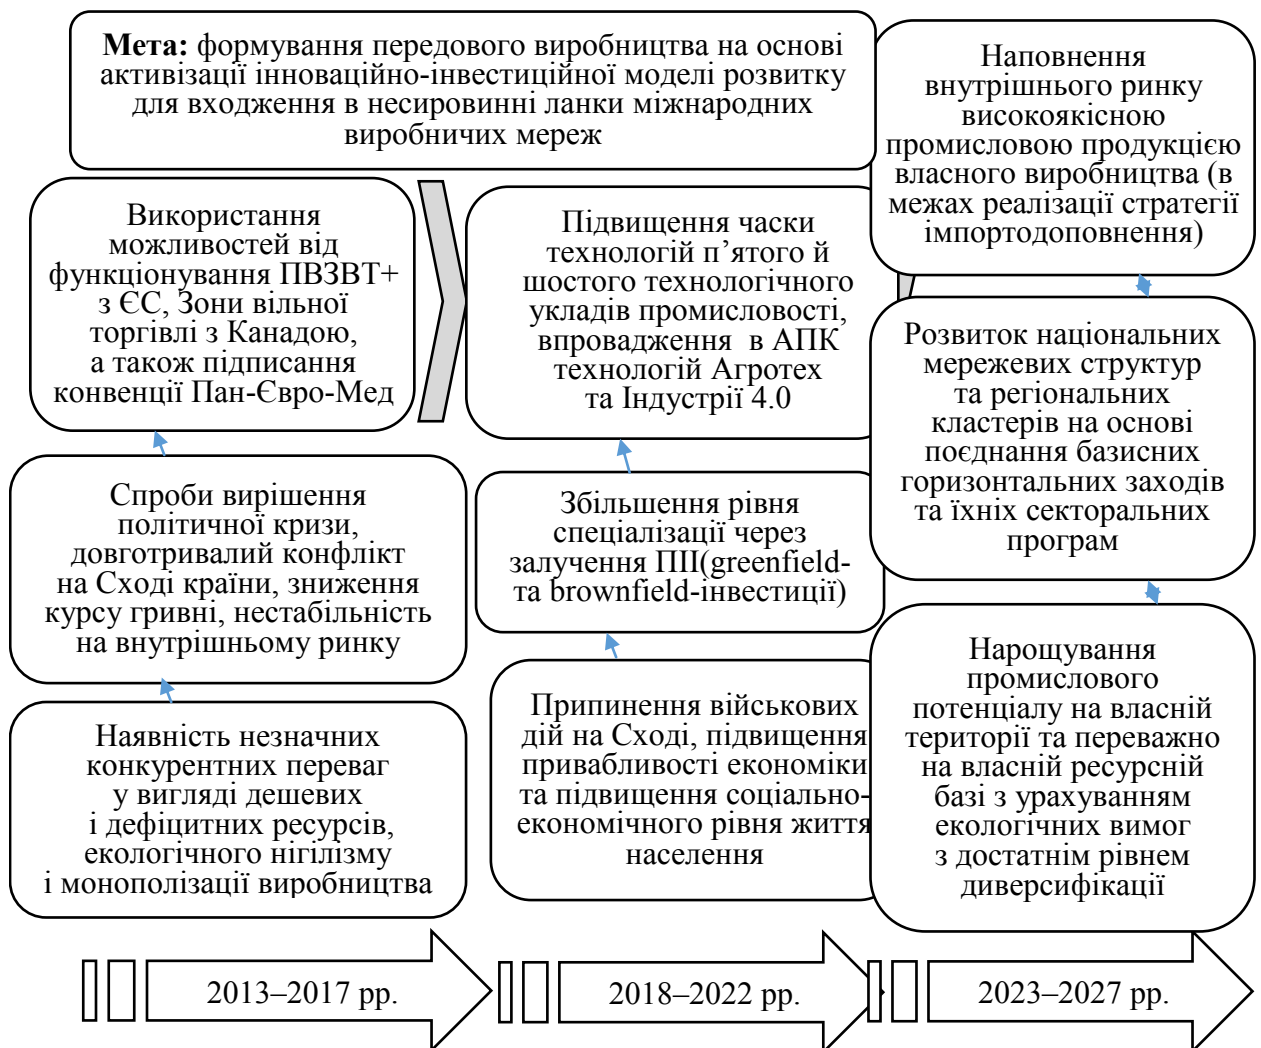 Мета: формування передового виробництва на основі
активізації інноваційно-інвестиційної моделі розвитку
для входження в несировинні ланки міжнародних
виробничих мереж
Використання
можливостей від
функціонування ПВЗВТ+
з ЄС, Зони вільної
торгівлі з Канадою,
а також підписання
конвенції Пан-Євро-Мед
Спроби вирішення
політичної кризи,
довготривалий конфлікт
на Сході країни, зниження
курсу гривні, нестабільність
на внутрішньому ринку
Наявність незначних
конкурентних переваг
у вигляді дешевих
і дефіцитних ресурсів,
екологічного нігілізму
і монополізації виробництва
Підвищення часки
технологій п’ятого й
шостого технологічного
укладів промисловості,
впровадження в АПК
технологій Агротех
та Індустрії 4.0
Збільшення рівня
спеціалізації через
залучення ПІІ(greenfield-
та brownfield-інвестиції)
Припинення військових
дій на Сході, підвищення
привабливості економіки
та підвищення соціально-
економічного рівня життя
населення
Наповнення
внутрішнього ринку
високоякісною
промисловою продукцією
власного виробництва (в
межах реалізації стратегії
імпортодоповнення)
Розвиток національних
мережевих структур
та регіональних
кластерів на основі
поєднання базисних
горизонтальних заходів
та їхніх секторальних
програм
Нарощування
промислового
потенціалу на власній
території та переважно
на власній ресурсній
базі з урахуванням
екологічних вимог
з достатнім рівнем
диверсифікації
2013–2017 рр.
2018–2022 рр.
2023–2027 рр.